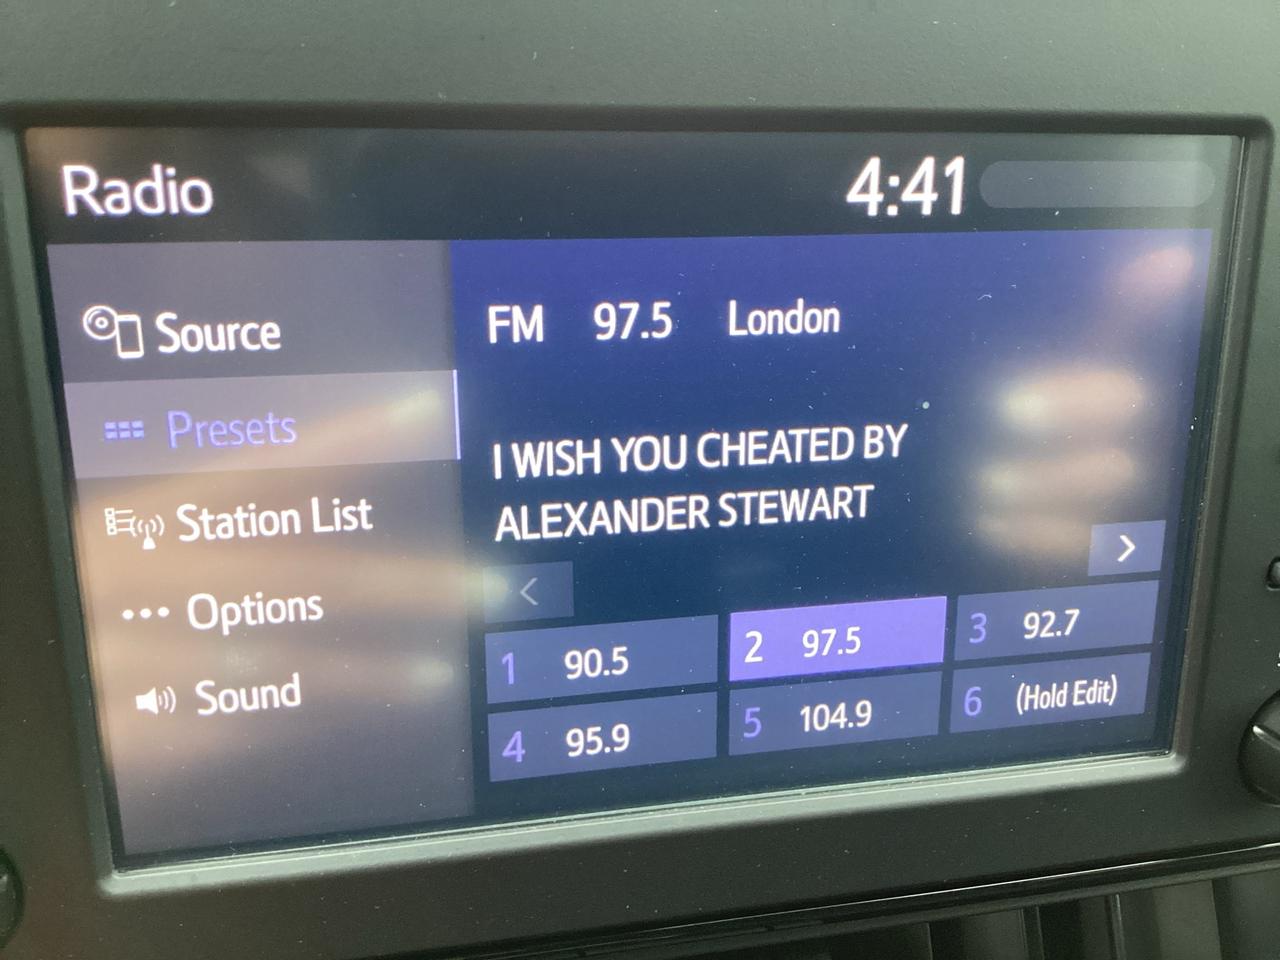 Radio 4:41
Source
Presets
Station List
Options
Sound
FM 97.5 London
I WISH YOU CHEATED BY
ALEXANDER STEWART
< >
1 90.5 2 97.5 3 92.7
4 95.9 5 104.9 6 (Hold Edit)